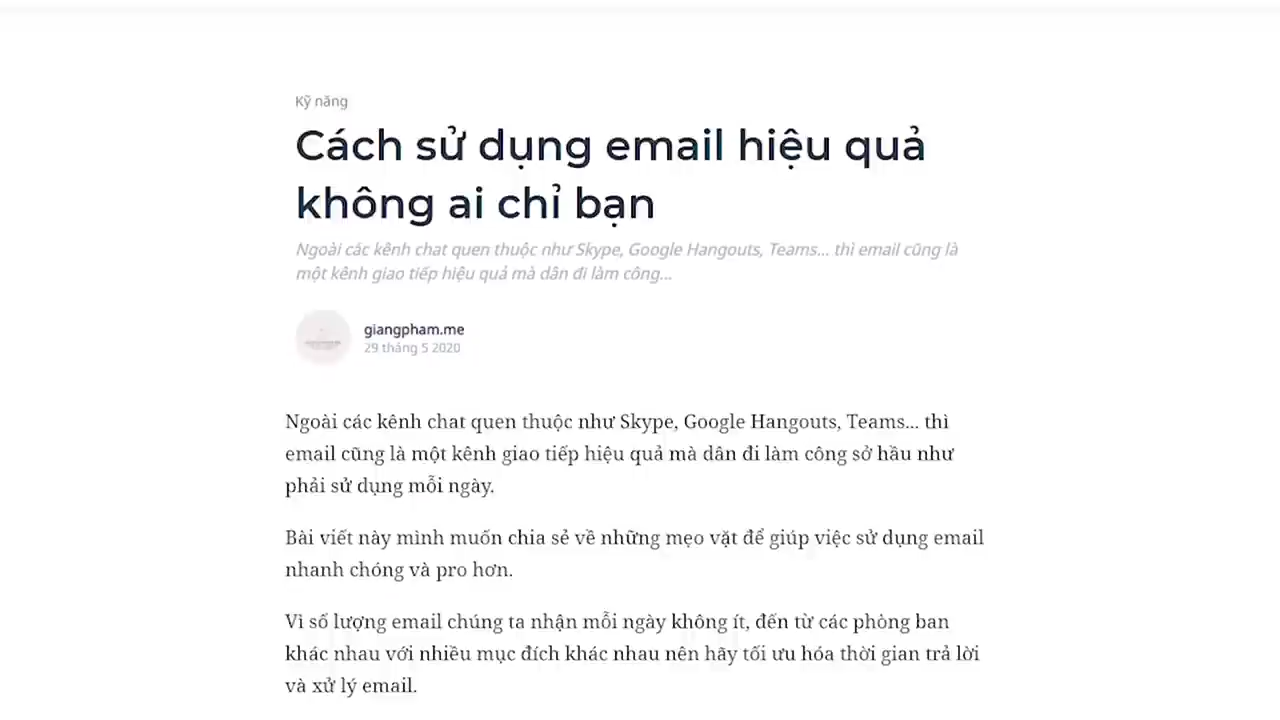 Kỹ năng
Cách sử dụng email hiệu quả
không ai chỉ bạn
Ngoài các kênh chat quen thuộc như Skype, Google Hangouts, Teams... thì email cũng là
một kênh giao tiếp hiệu quả mà dân đi làm công...
giangpham.me
29 tháng 5 2020
Ngoài các kênh chat quen thuộc như Skype, Google Hangouts, Teams... thì
email cũng là một kênh giao tiếp hiệu quả mà dân đi làm công sở hầu như
phải sử dụng mỗi ngày.
Bài viết này mình muốn chia sẻ về những mẹo vặt để giúp việc sử dụng email
nhanh chóng và pro hơn.
Vì số lượng email chúng ta nhận mỗi ngày không ít, đến từ các phòng ban
khác nhau với nhiều mục đích khác nhau nên hãy tối ưu hóa thời gian trả lời
và xử lý email.